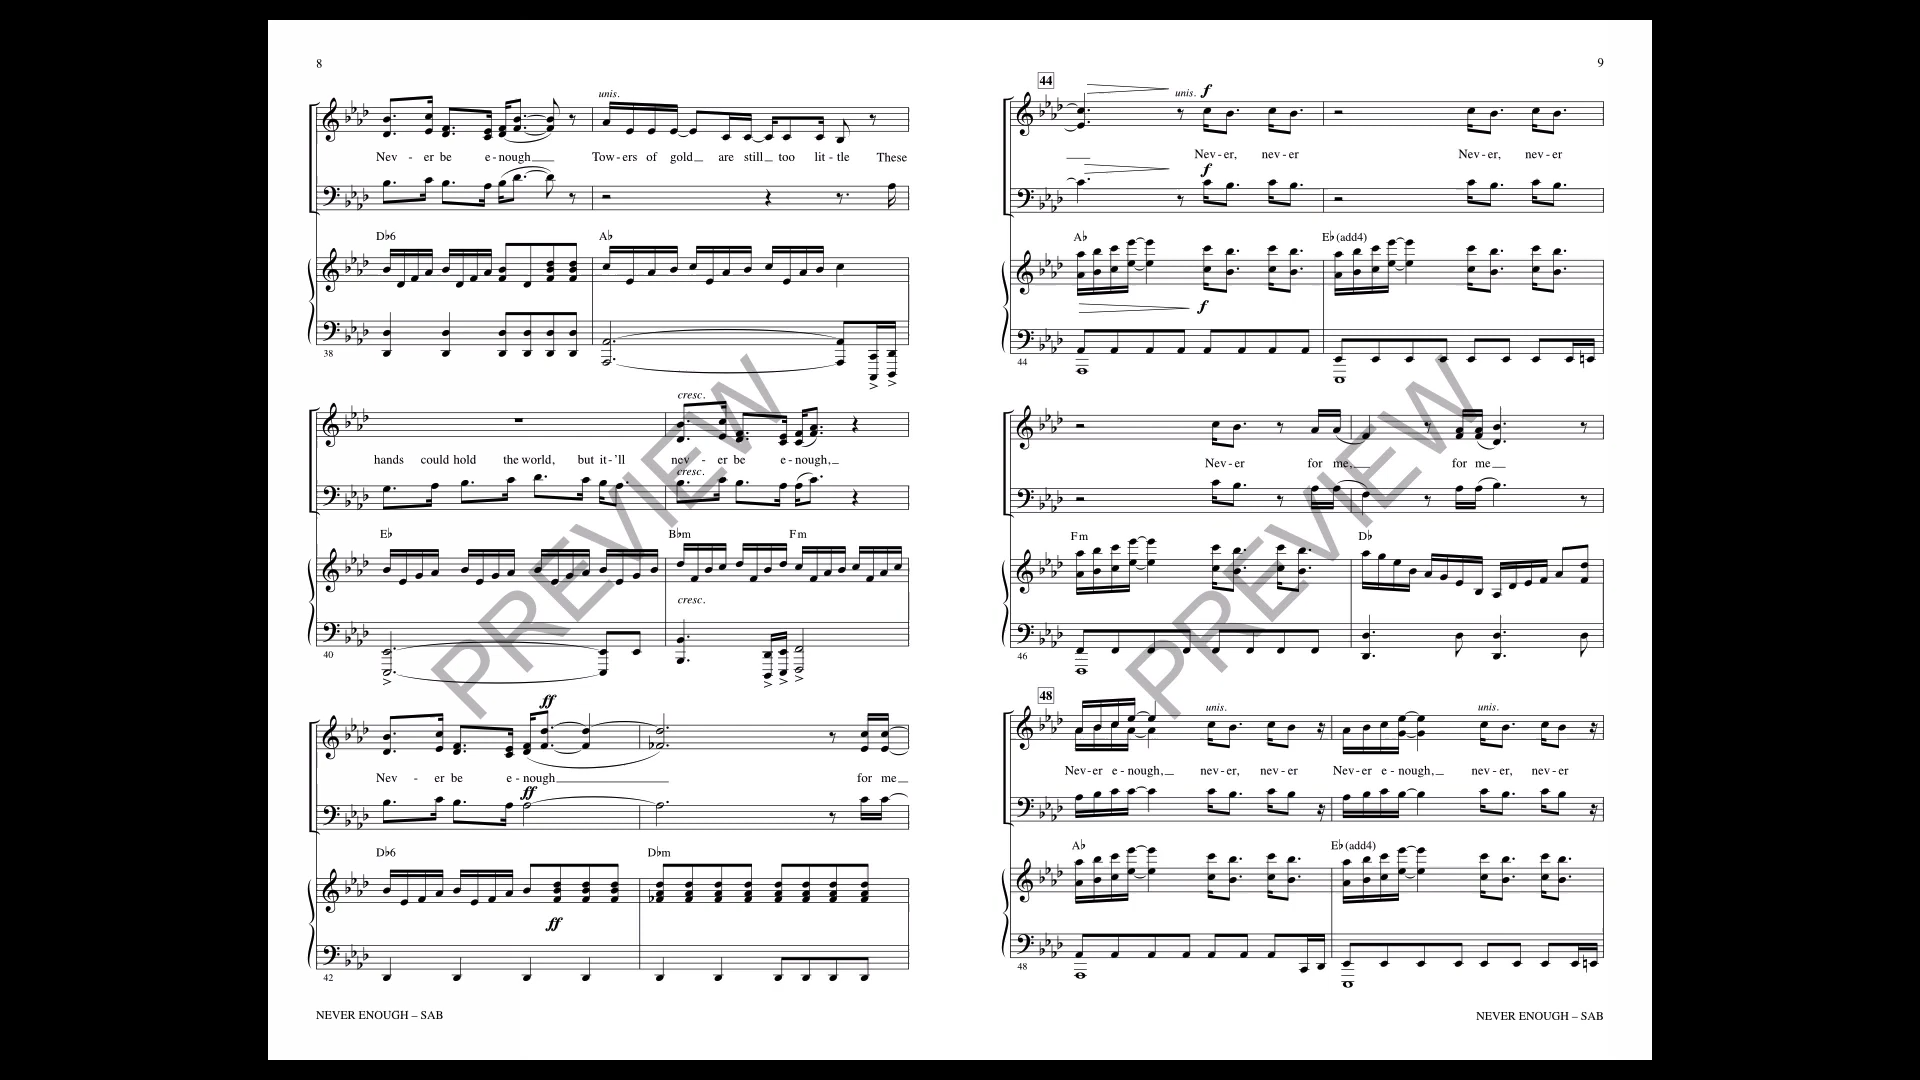 8
unis.
Nev - er be e - nough Tow - ers of gold are still too lit - tle These
D♭6 A♭
38
cresc.
hands could hold the world, but it-'ll nev - er be e - nough,
cresc.
E♭ B♭m Fm
cresc.
40
ff
Nev - er be e - nough for me
ff
D♭6 D♭m
ff
42
NEVER ENOUGH – SAB
9
44
unis. f
Nev - er, nev - er Nev - er, nev - er
f
A♭ E♭(add4)
f
44
Nev - er for me, for me
Fm D♭
46
48
unis. unis.
Nev - er e - nough, nev - er, nev - er Nev - er e - nough, nev - er, nev - er
A♭ E♭(add4)
48
NEVER ENOUGH – SAB
PREVIEW
PREVIEW